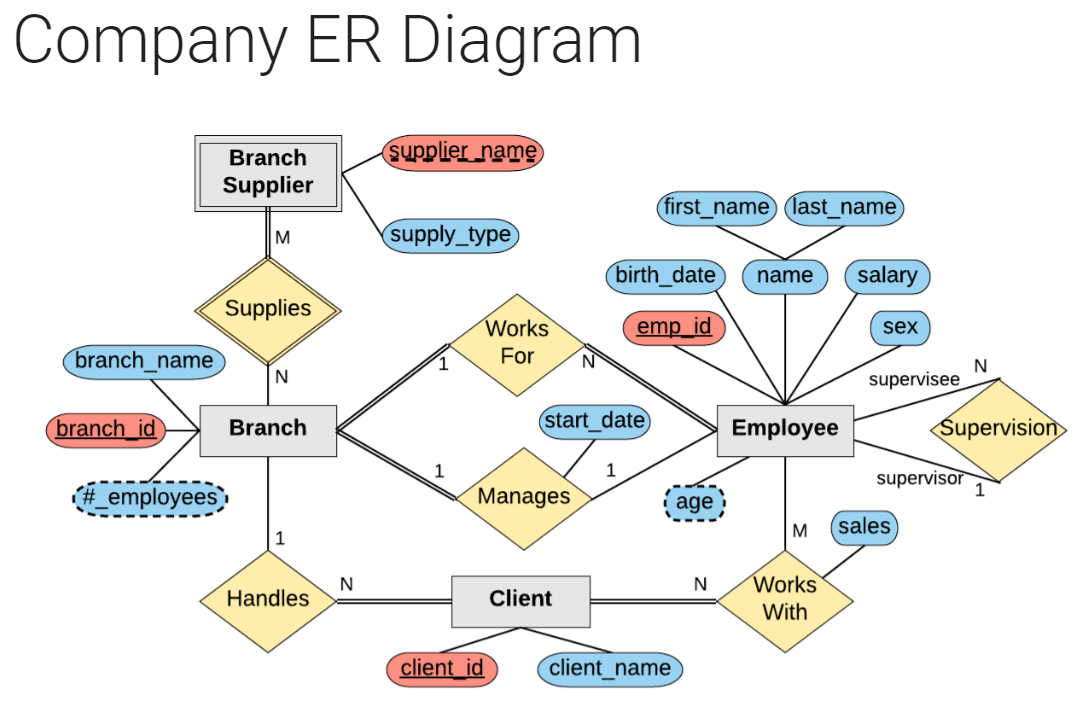 Company ER Diagram
Branch
Supplier
supplier_name
supply_type
M
Supplies
N
first_name
last_name
birth_date
name
salary
emp_id
sex
Works
For
1
N
branch_name
branch_id
#_employees
Branch
start_date
1
Manages
1
Employee
age
supervisee
N
Supervision
supervisor
1
M
sales
1
Handles
N
Client
N
Works
With
client_id
client_name